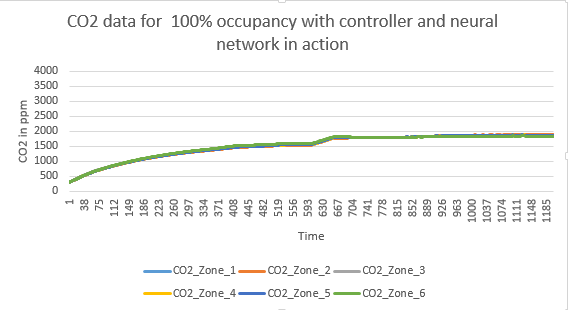 CO2 data for 100% occupancy with controller and neural
network in action
4000
3500
3000
2500
2000
1500
1000
500
0
CO2 in ppm
1 38 75 112 149 186 223 260 297 334 371 408 445 482 519 556 593 630 667 704 741 778 815 852 889 926 963 1000 1037 1074 1111 1148 1185
Time
CO2_Zone_1 CO2_Zone_2 CO2_Zone_3
CO2_Zone_4 CO2_Zone_5 CO2_Zone_6